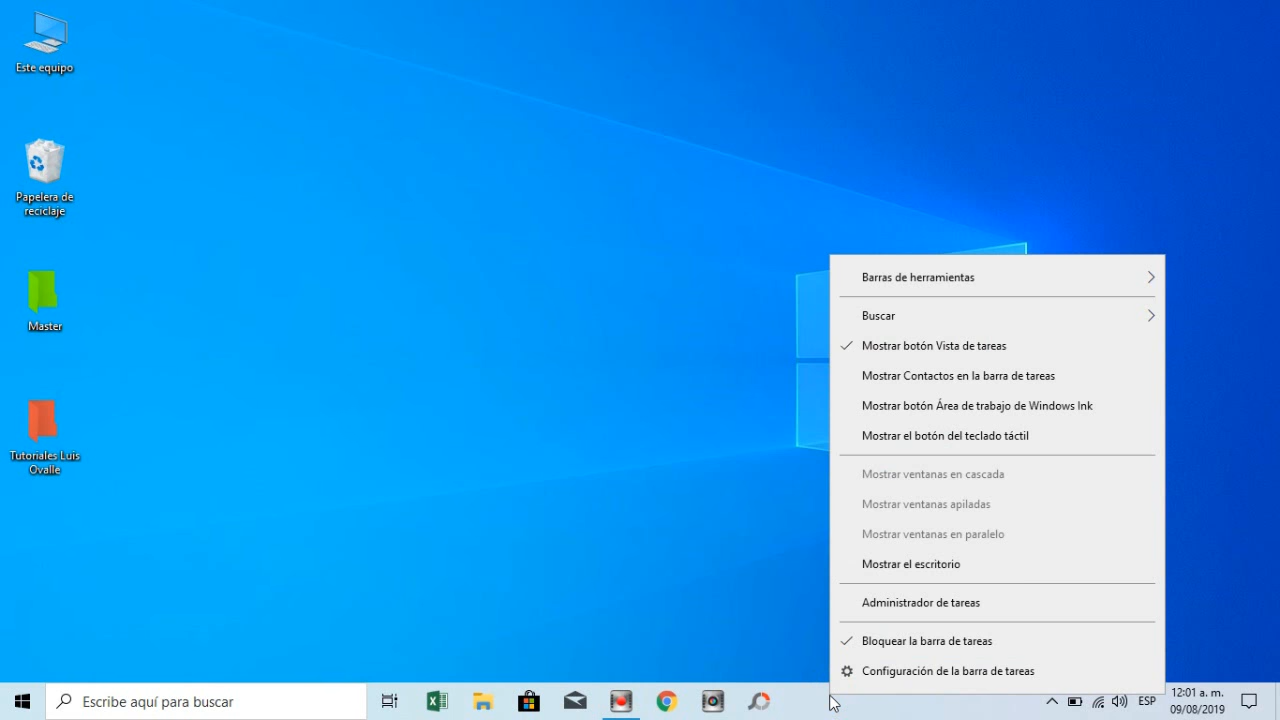 Este equipo
Papelera de
reciclaje
Master
Tutoriales Luis
Ovalle
Barras de herramientas
Buscar
Mostrar botón Vista de tareas
Mostrar Contactos en la barra de tareas
Mostrar botón Área de trabajo de Windows Ink
Mostrar el botón del teclado táctil
Mostrar ventanas en cascada
Mostrar ventanas apiladas
Mostrar ventanas en paralelo
Mostrar el escritorio
Administrador de tareas
Bloquear la barra de tareas
Configuración de la barra de tareas
Escribe aquí para buscar
ESP
12:01 a. m.
09/08/2019